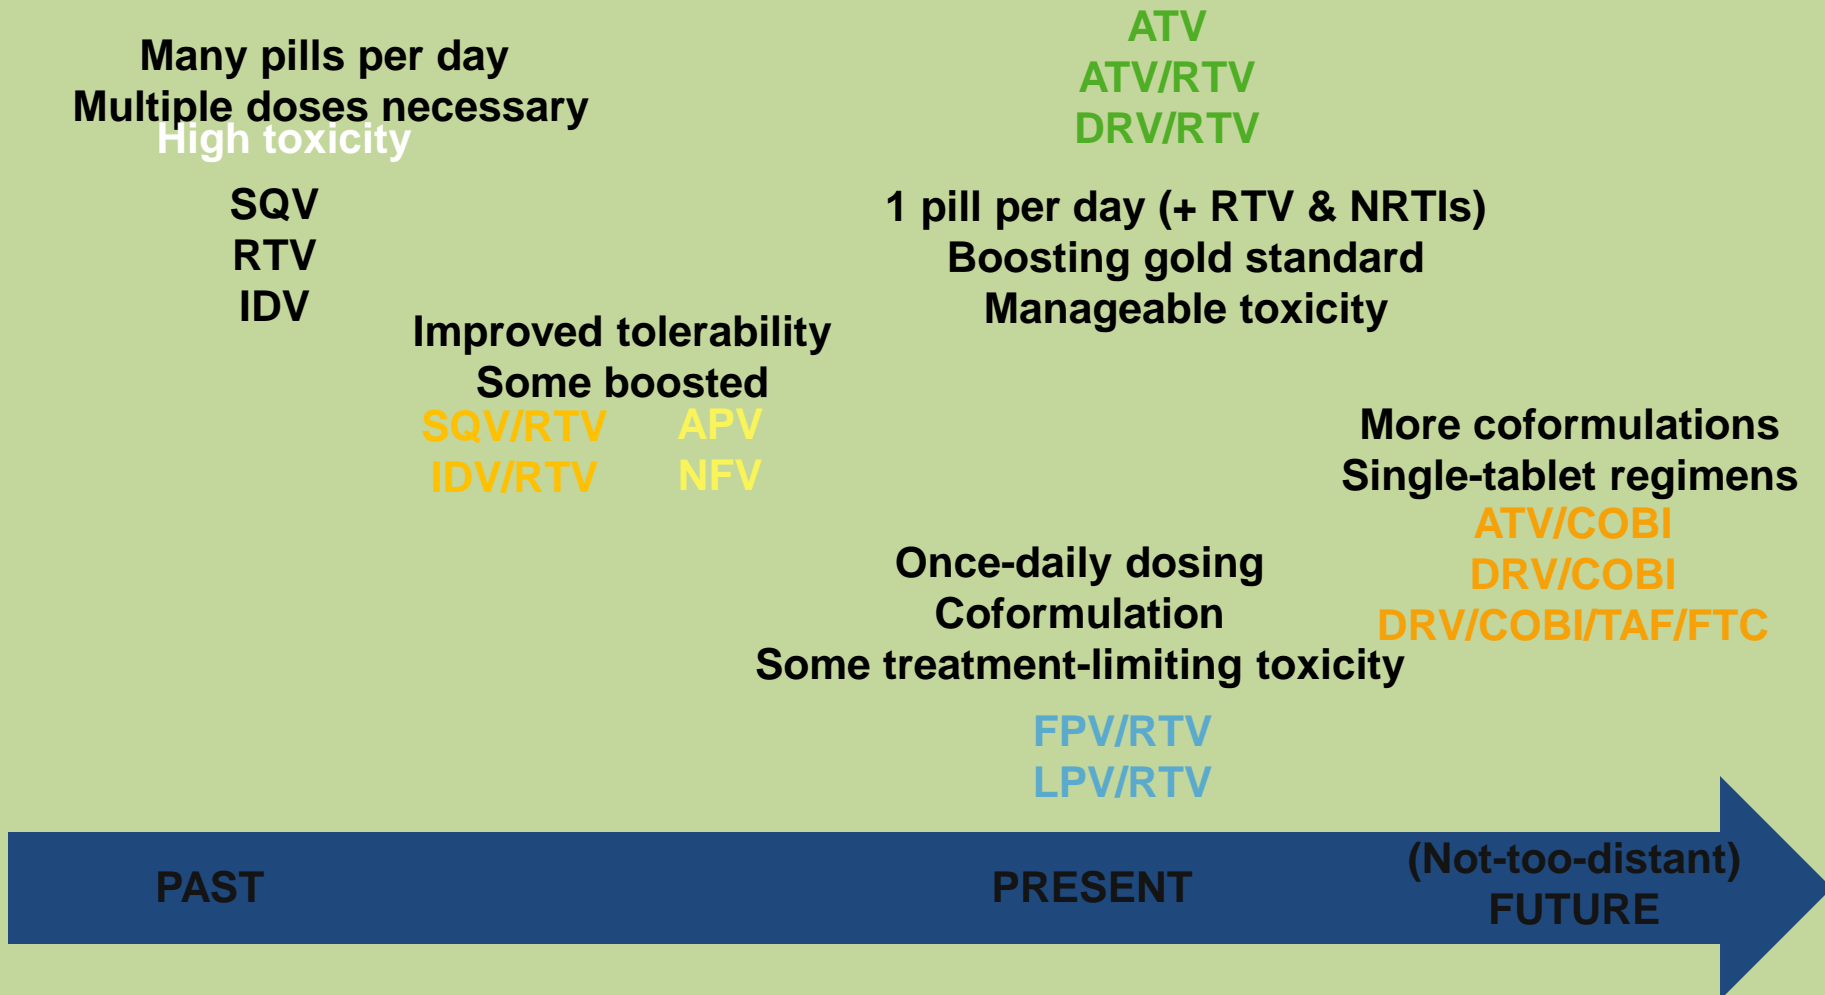 Many pills per day
Multiple doses necessary
High toxicity
SQV
RTV
IDV
Improved tolerability
Some boosted
SQV/RTV
IDV/RTV
APV
NFV
ATV
ATV/RTV
DRV/RTV
1 pill per day (+ RTV & NRTIs)
Boosting gold standard
Manageable toxicity
Once-daily dosing
Coformulation
Some treatment-limiting toxicity
FPV/RTV
LPV/RTV
More coformulations
Single-tablet regimens
ATV/COBI
DRV/COBI
DRV/COBI/TAF/FTC
PAST
PRESENT
(Not-too-distant)
FUTURE